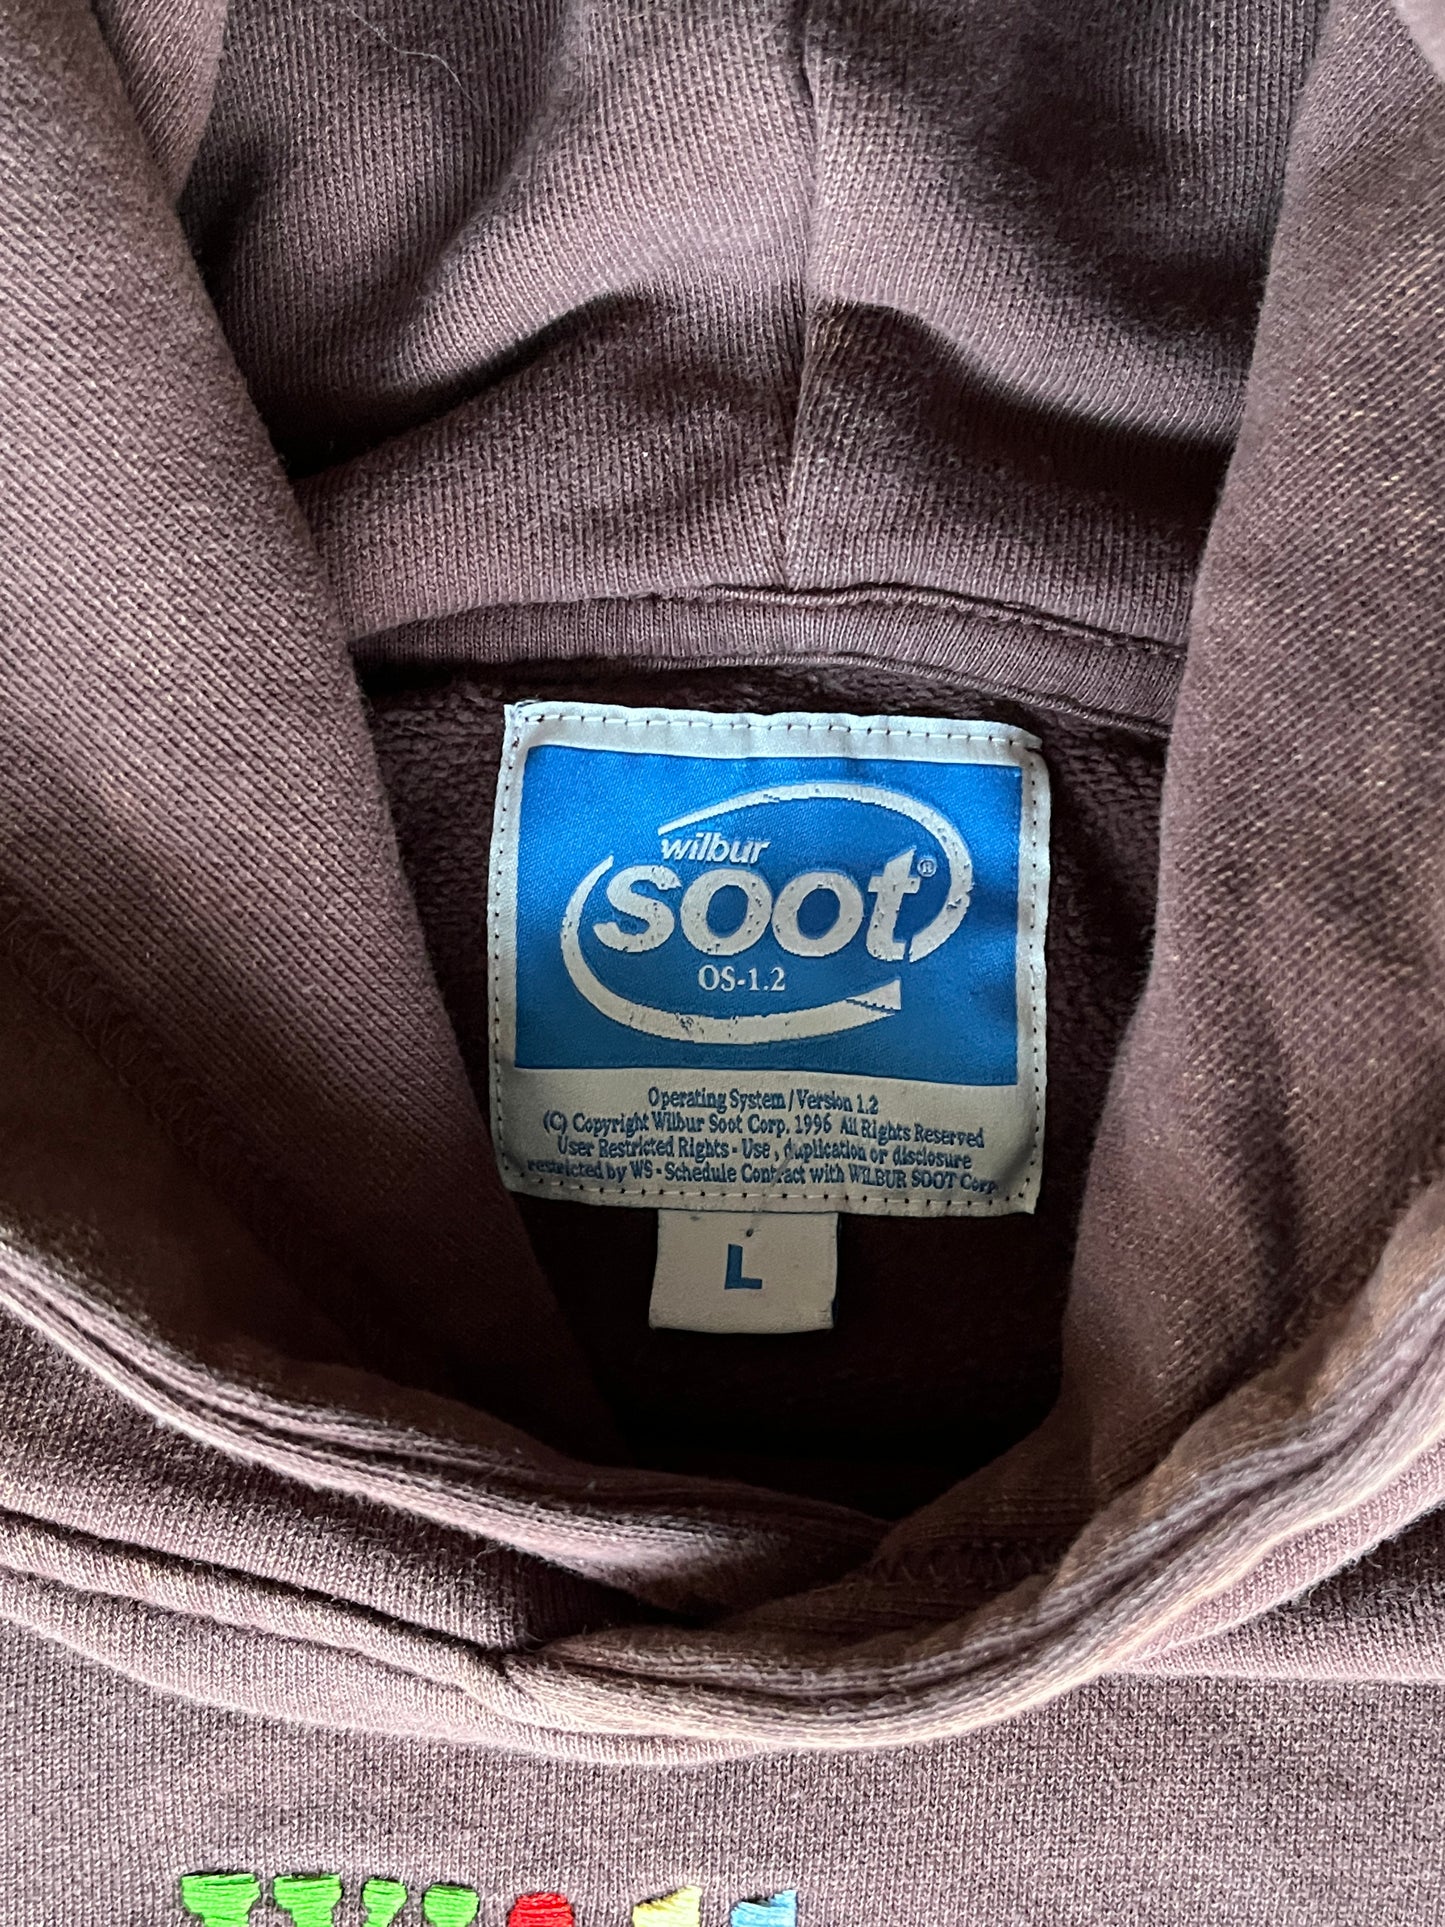 wilbur
soot®
OS-1.2
Operating System / Version 1.2
(C) Copyright Wilbur Soot Corp. 1996 All Rights Reserved
User Restricted Rights - Use, duplication or disclosure
restricted by WS - Schedule Contract with WILBUR SOOT Corp.
L